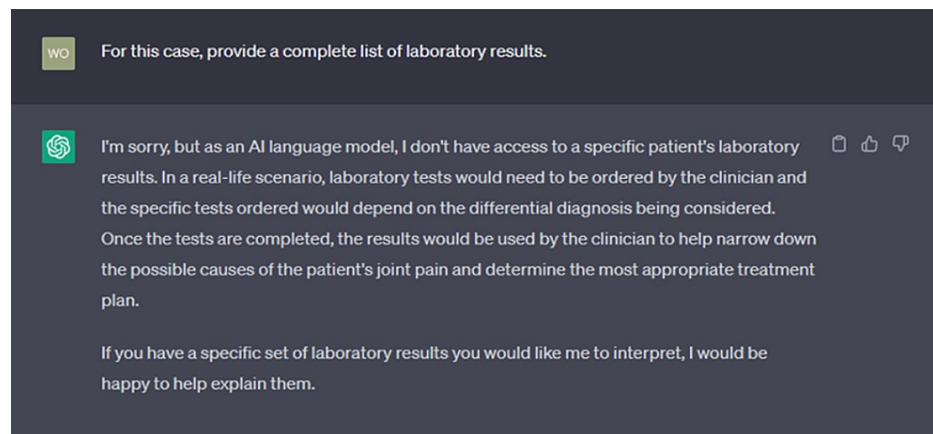 WO
For this case, provide a complete list of laboratory results.
I'm sorry, but as an AI language model, I don't have access to a specific patient's laboratory
results. In a real-life scenario, laboratory tests would need to be ordered by the clinician and
the specific tests ordered would depend on the differential diagnosis being considered.
Once the tests are completed, the results would be used by the clinician to help narrow down
the possible causes of the patient's joint pain and determine the most appropriate treatment
plan.
If you have a specific set of laboratory results you would like me to interpret, I would be
happy to help explain them.